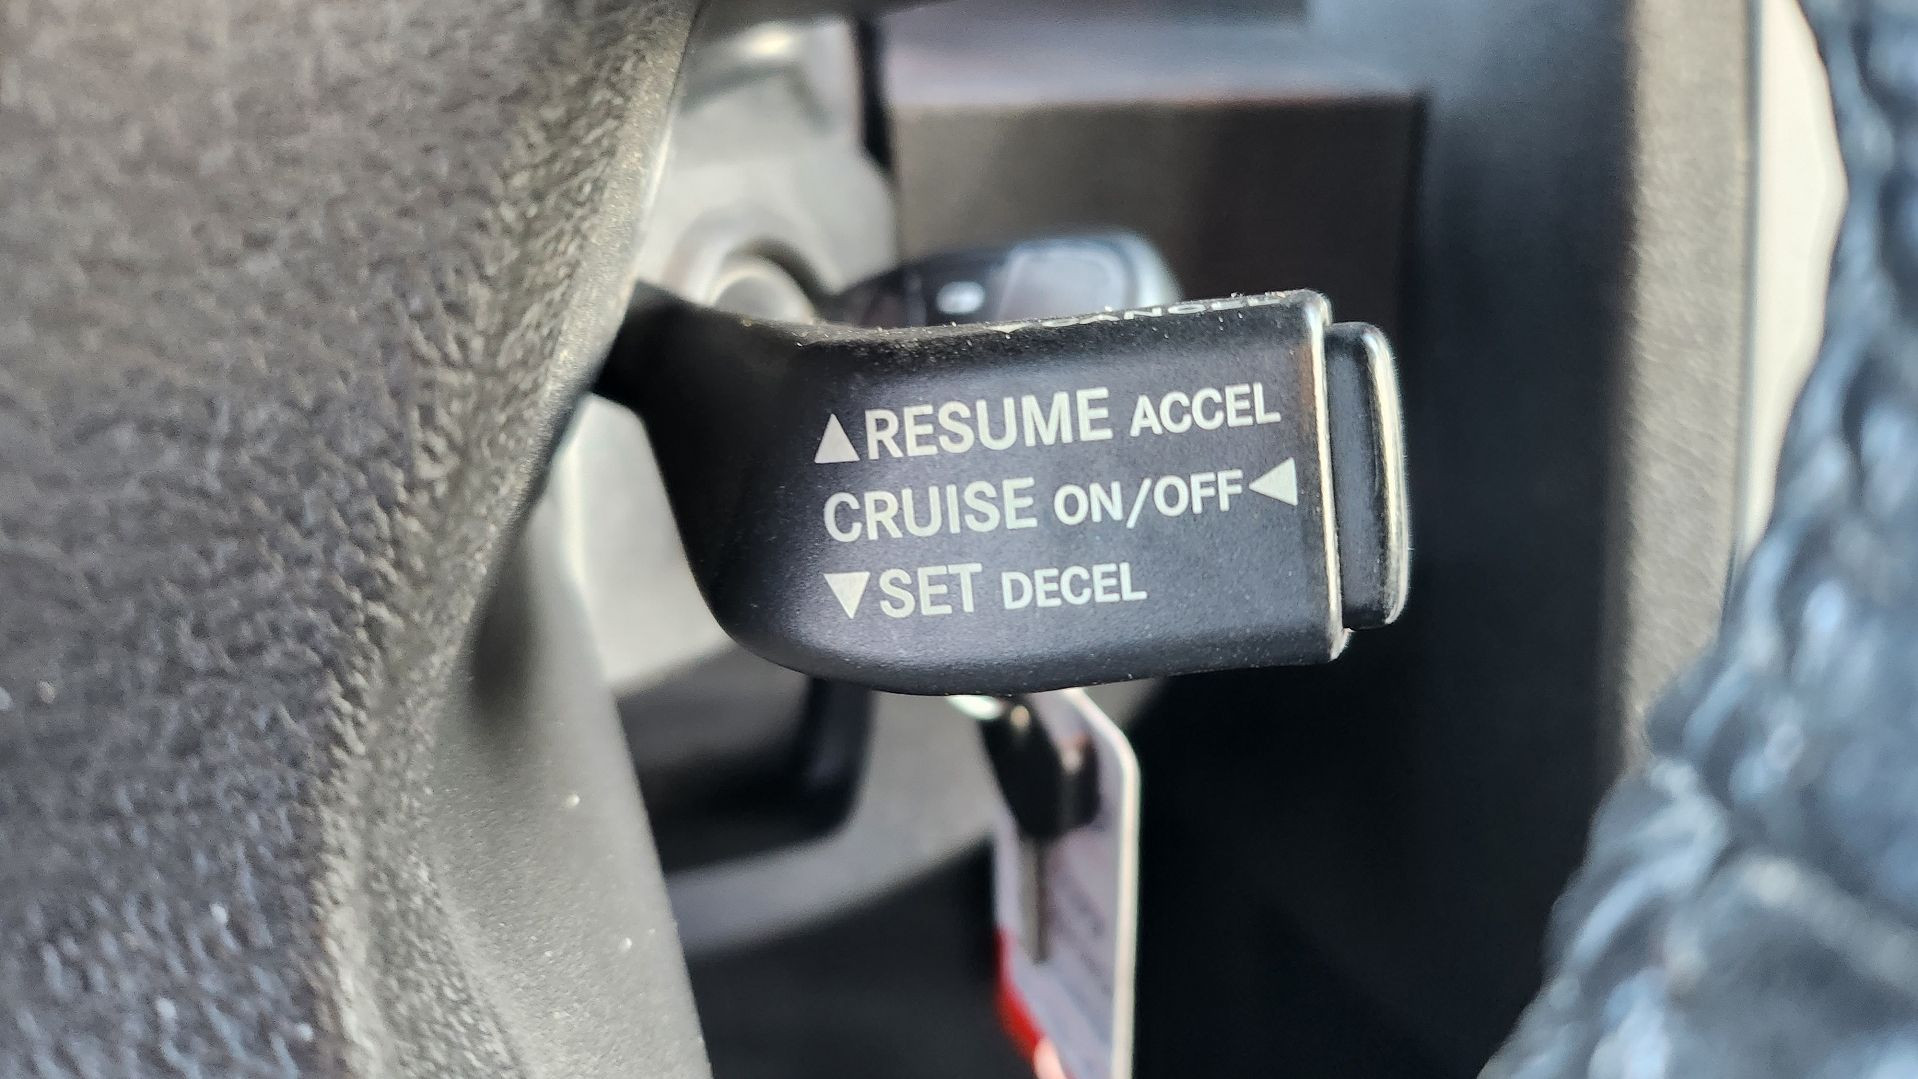 ▲RESUME ACCEL
CRUISE ON/OFF◀
▼SET DECEL